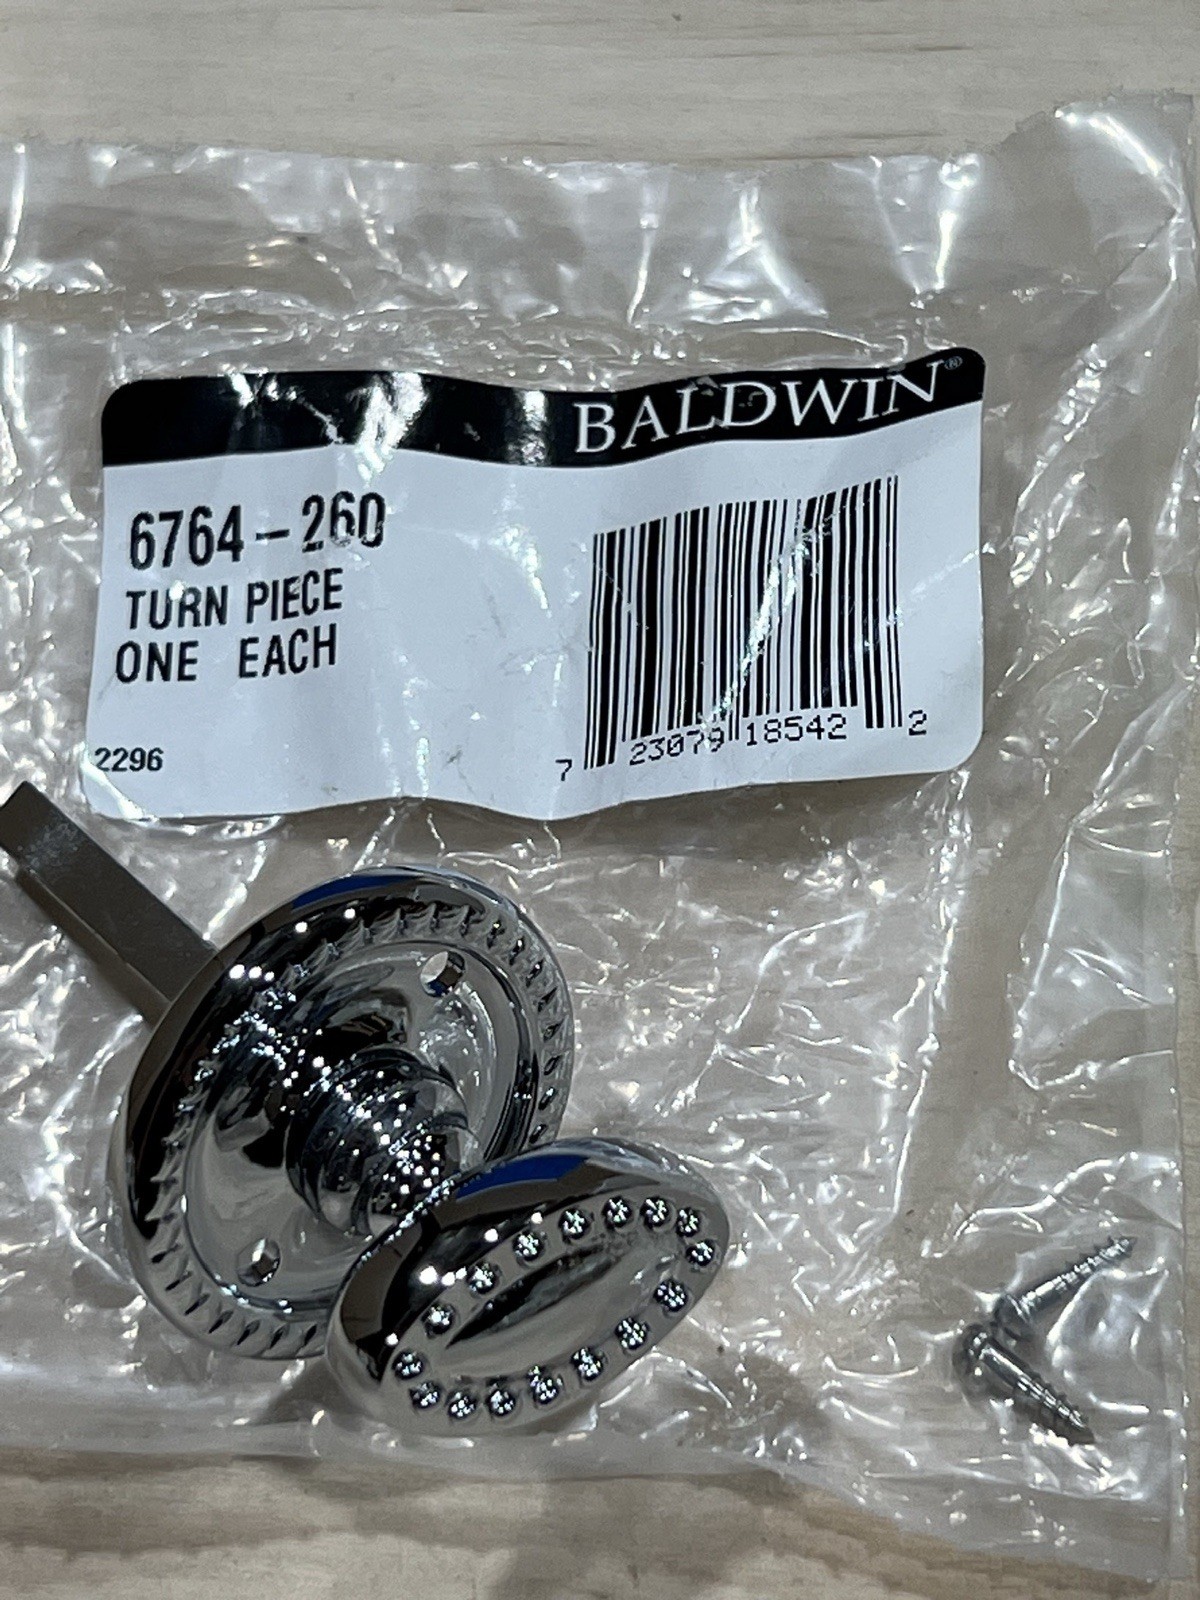 BALDWIN®
6764-260
TURN PIECE
ONE EACH
2296
7 23079 18542 2